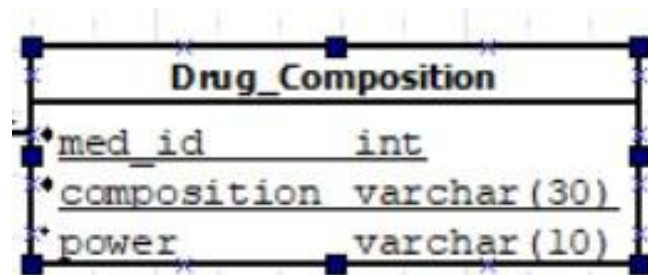 Drug_Composition
med_id int
composition varchar(30)
power varchar(10)